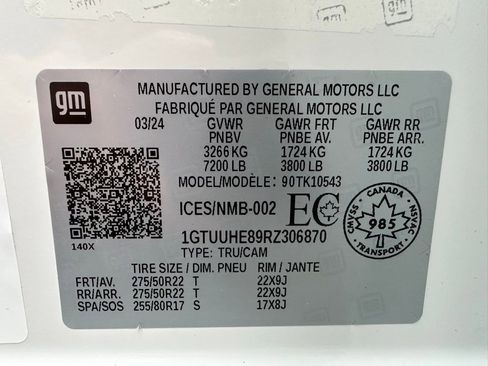 gm
MANUFACTURED BY GENERAL MOTORS LLC
FABRIQUÉ PAR GENERAL MOTORS LLC
03/24 GVWR GAWR FRT GAWR RR
PNBV PNBE AV. PNBE ARR.
3266 KG 1724 KG 1724 KG
7200 LB 3800 LB 3800 LB
MODEL/MODÈLE: 90TK10543
ICES/NMB-002 EC
CANADA
CMVSS 985 NSVAC
140X
1GTUUHE89RZ306870
TYPE: TRU/CAM
TIRE SIZE / DIM. PNEU RIM / JANTE
FRT/AV. 275/50R22 T 22X9J
RR/ARR. 275/50R22 T 22X9J
SPA/SOS 255/80R17 S 17X8J